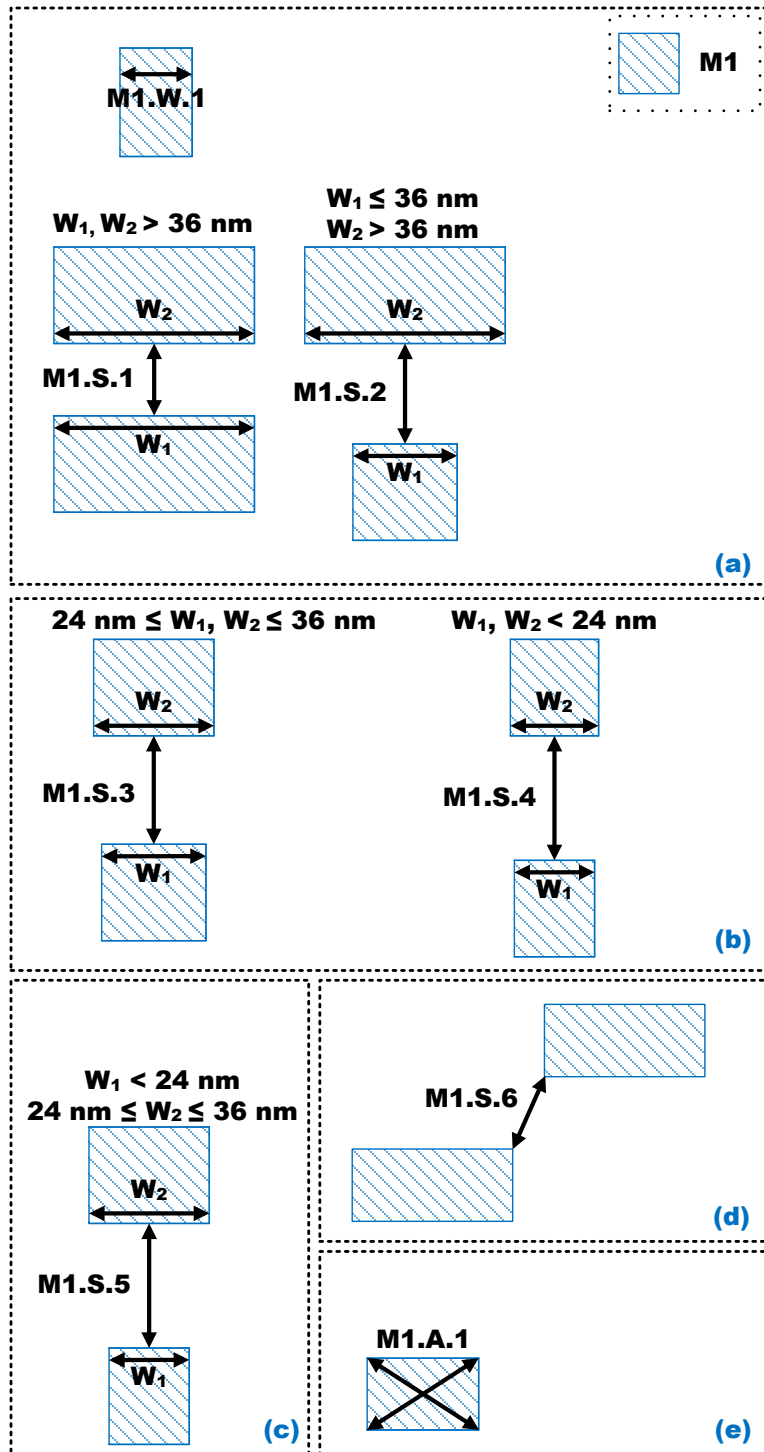 M1
M1.W.1
W₁, W₂ > 36 nm
W₁ ≤ 36 nm
W₂ > 36 nm
W₂
W₂
M1.S.1
M1.S.2
W₁
W₁
(a)
24 nm ≤ W₁, W₂ ≤ 36 nm
W₁, W₂ < 24 nm
W₂
W₂
M1.S.3
M1.S.4
W₁
W₁
(b)
W₁ < 24 nm
24 nm ≤ W₂ ≤ 36 nm
W₂
M1.S.5
W₁
(c)
M1.S.6
(d)
M1.A.1
(e)